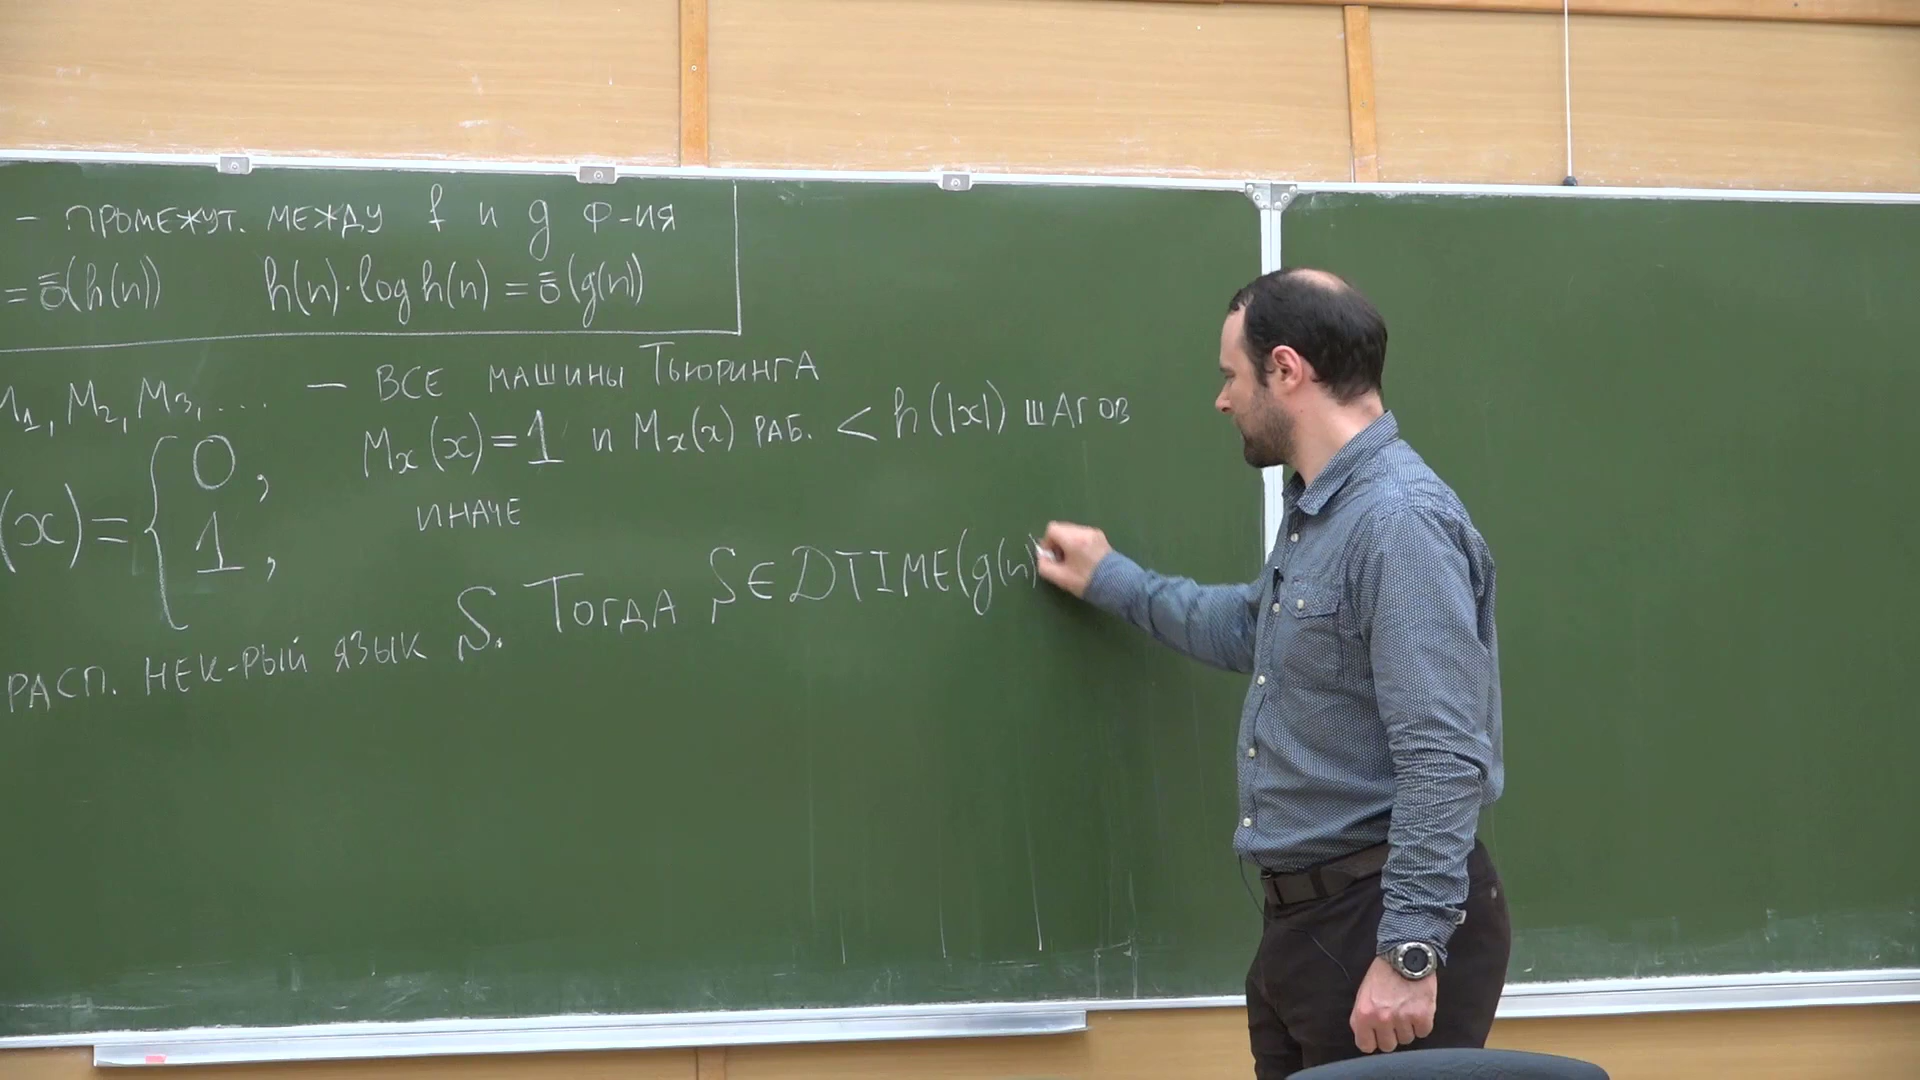 — ПРОМЕЖУТ. МЕЖДУ f И g Ф-ИЯ
= ō(h(n)) h(n)·log h(n) = ō(g(n))
M₁, M₂, M₃, ... — ВСЕ МАШИНЫ ТЬЮРИНГА
(x) = { 0, Mₓ(x) = 1 И Mₓ(x) РАБ. < h(|x|) ШАГОВ
1, ИНАЧЕ
РАСП. НЕК-РЫЙ ЯЗЫК S. ТОГДА S ∈ DTIME(g(n)